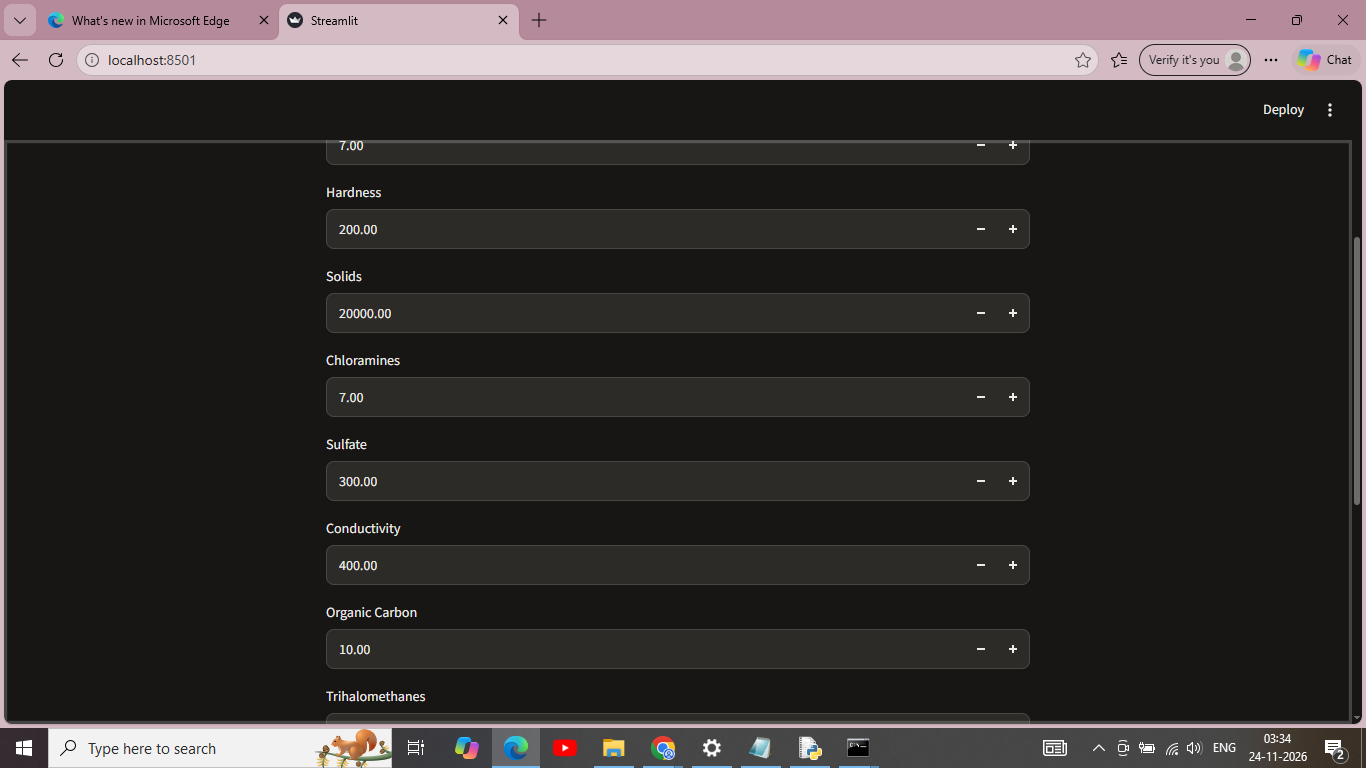 What's new in Microsoft Edge
Streamlit
localhost:8501
Verify it's you
Chat
Deploy
7.00
Hardness
200.00
Solids
20000.00
Chloramines
7.00
Sulfate
300.00
Conductivity
400.00
Organic Carbon
10.00
Trihalomethanes
Type here to search
ENG
03:34
24-11-2026
2